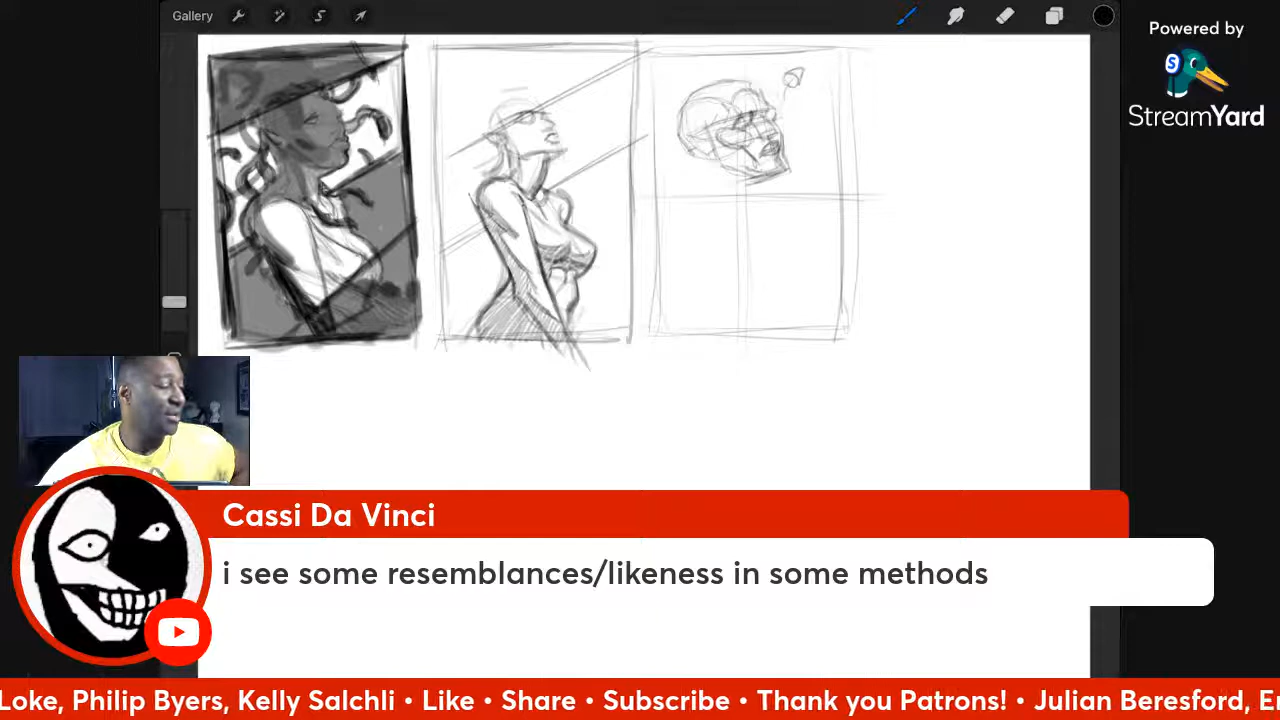 Gallery
Powered by
StreamYard
Cassi Da Vinci
i see some resemblances/likeness in some methods
Loke, Philip Byers, Kelly Salchli • Like • Share • Subscribe • Thank you Patrons! • Julian Beresford,